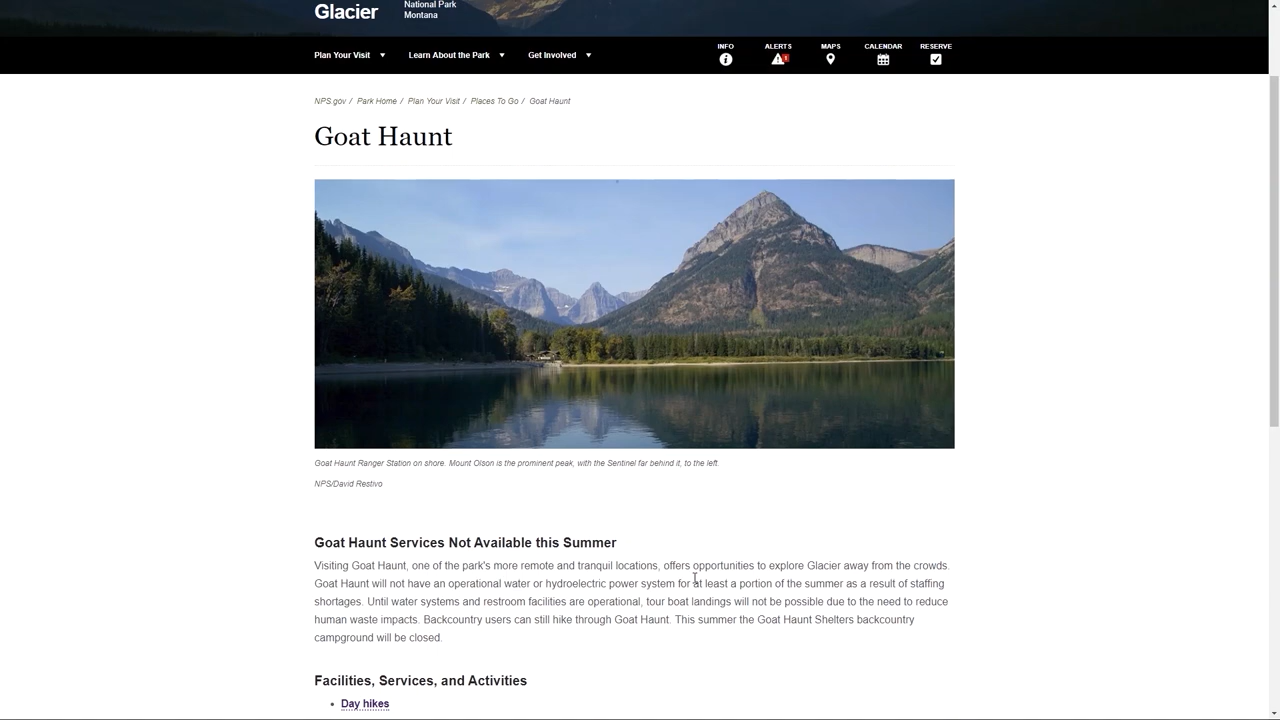 Glacier
National Park
Montana
Plan Your Visit
Learn About the Park
Get Involved
INFO
ALERTS
MAPS
CALENDAR
RESERVE
1
NPS.gov / Park Home / Plan Your Visit / Places To Go / Goat Haunt
Goat Haunt
Goat Haunt Ranger Station on shore. Mount Olson is the prominent peak, with the Sentinel far behind it, to the left.
NPS/David Restivo
Goat Haunt Services Not Available this Summer
Visiting Goat Haunt, one of the park's more remote and tranquil locations, offers opportunities to explore Glacier away from the crowds.
Goat Haunt will not have an operational water or hydroelectric power system for at least a portion of the summer as a result of staffing
shortages. Until water systems and restroom facilities are operational, tour boat landings will not be possible due to the need to reduce
human waste impacts. Backcountry users can still hike through Goat Haunt. This summer the Goat Haunt Shelters backcountry
campground will be closed.
Facilities, Services, and Activities
• Day hikes